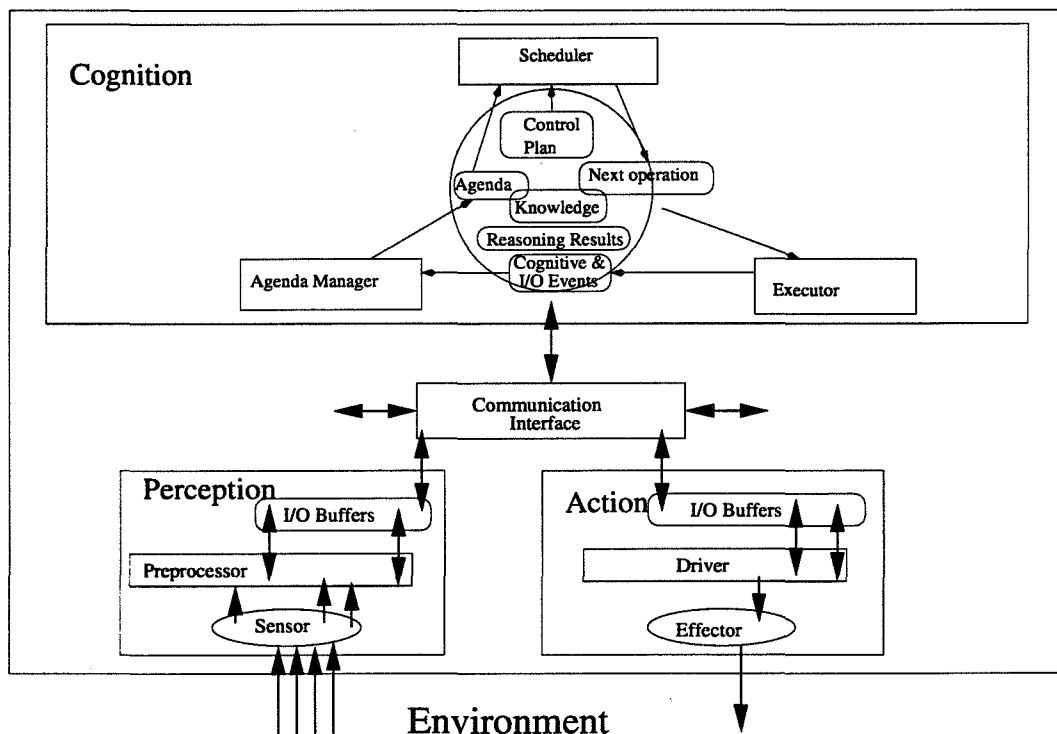 Cognition
Scheduler
Control
Plan
Next operation
Agenda
Knowledge
Reasoning Results
Cognitive &
I/O Events
Agenda Manager
Executor
Communication
Interface
Perception
I/O Buffers
Preprocessor
Sensor
Action
I/O Buffers
Driver
Effector
Environment